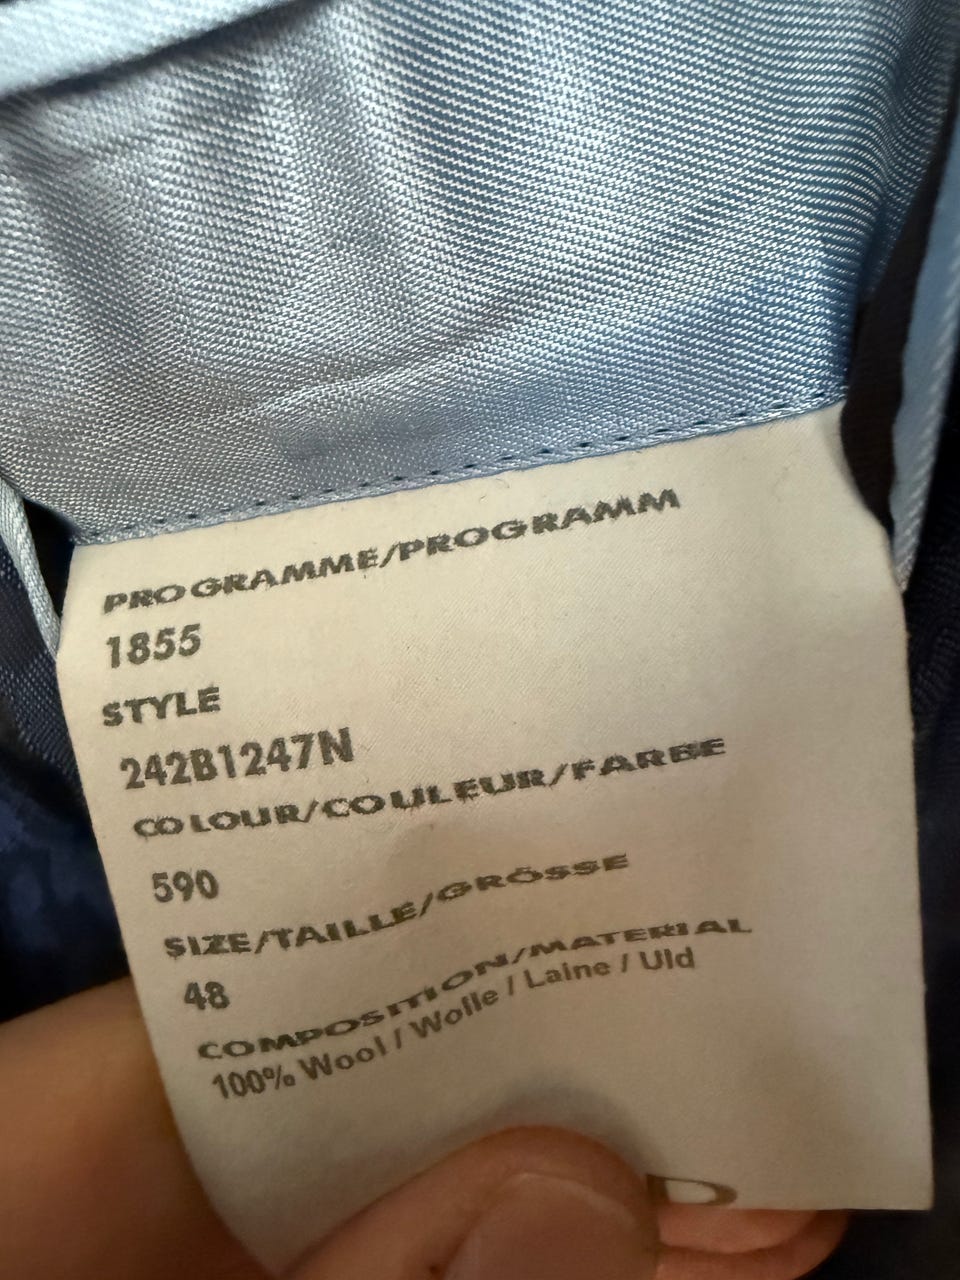 PROGRAMME/PROGRAMM
1855
STYLE
242B1247N
COLOUR/COULEUR/FARBE
590
SIZE/TAILLE/GRÖSSE
48
COMPOSITION/MATERIAL
100% Wool / Wolle / Laine / Uld